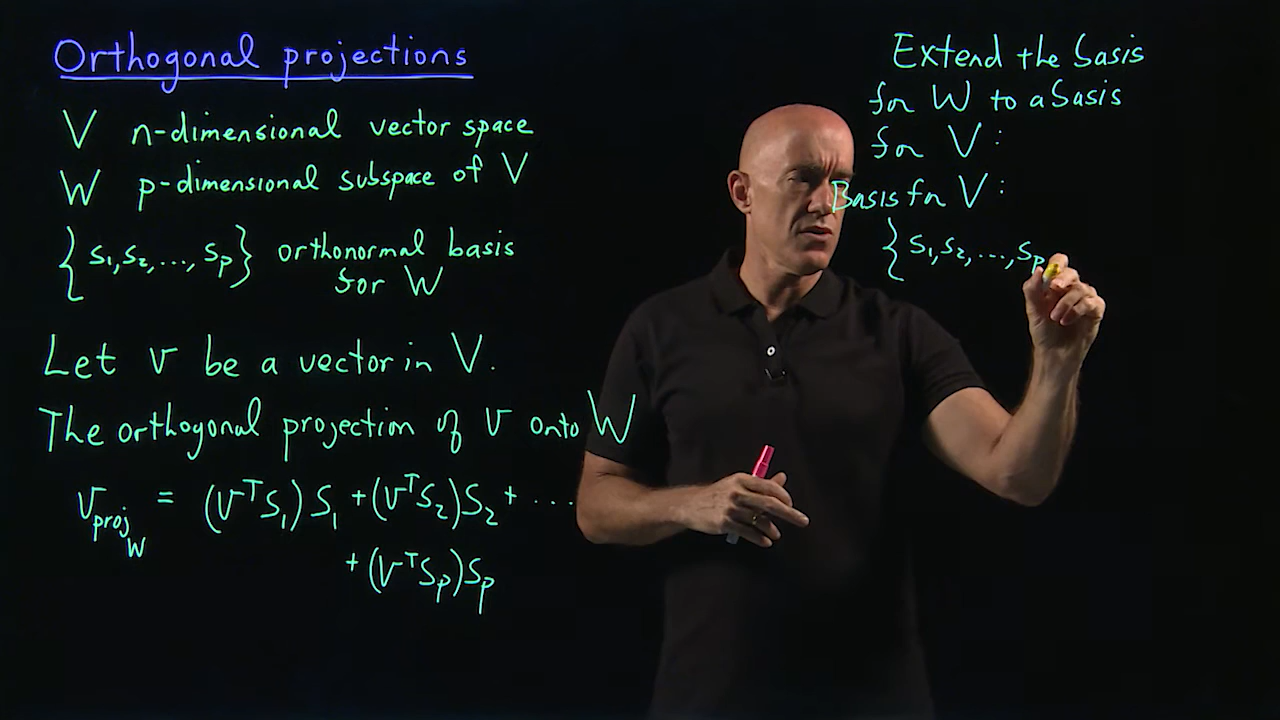 Orthogonal projections
V n-dimensional vector space
W p-dimensional subspace of V
{s₁,s₂,...,sₚ} orthonormal basis
for W
Let v be a vector in V.
The orthogonal projection of v onto W
v_proj_W = (vᵀs₁)s₁+(vᵀs₂)s₂+...
+(vᵀsₚ)sₚ
Extend the basis
for W to a basis
for V:
Basis for V:
{s₁,s₂,...,sₚ